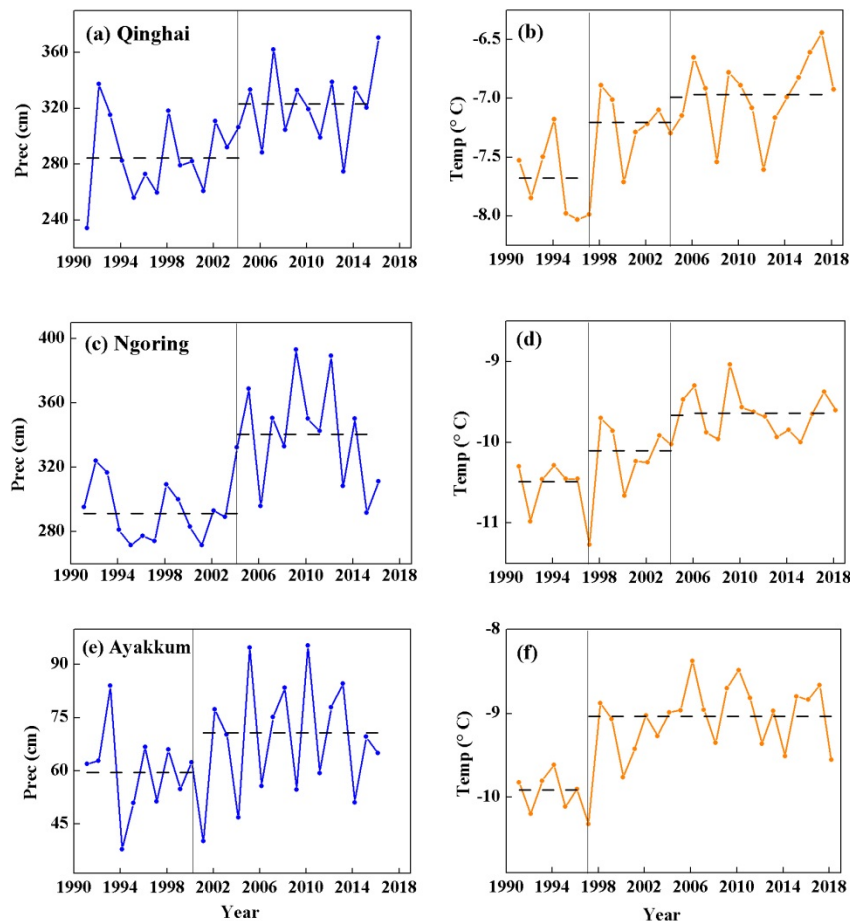 (a) Qinghai
Prec (cm)
360
320
280
240
1990 1994 1998 2002 2006 2010 2014 2018
(b)
Temp (° C)
-6.5
-7.0
-7.5
-8.0
1990 1994 1998 2002 2006 2010 2014 2018
(c) Ngoring
Prec (cm)
400
360
320
280
1990 1994 1998 2002 2006 2010 2014 2018
(d)
Temp (° C)
-9
-10
-11
1990 1994 1998 2002 2006 2010 2014 2018
(e) Ayakkum
Prec (cm)
90
75
60
45
1990 1994 1998 2002 2006 2010 2014 2018
Year
(f)
Temp (° C)
-8
-9
-10
1990 1994 1998 2002 2006 2010 2014 2018
Year